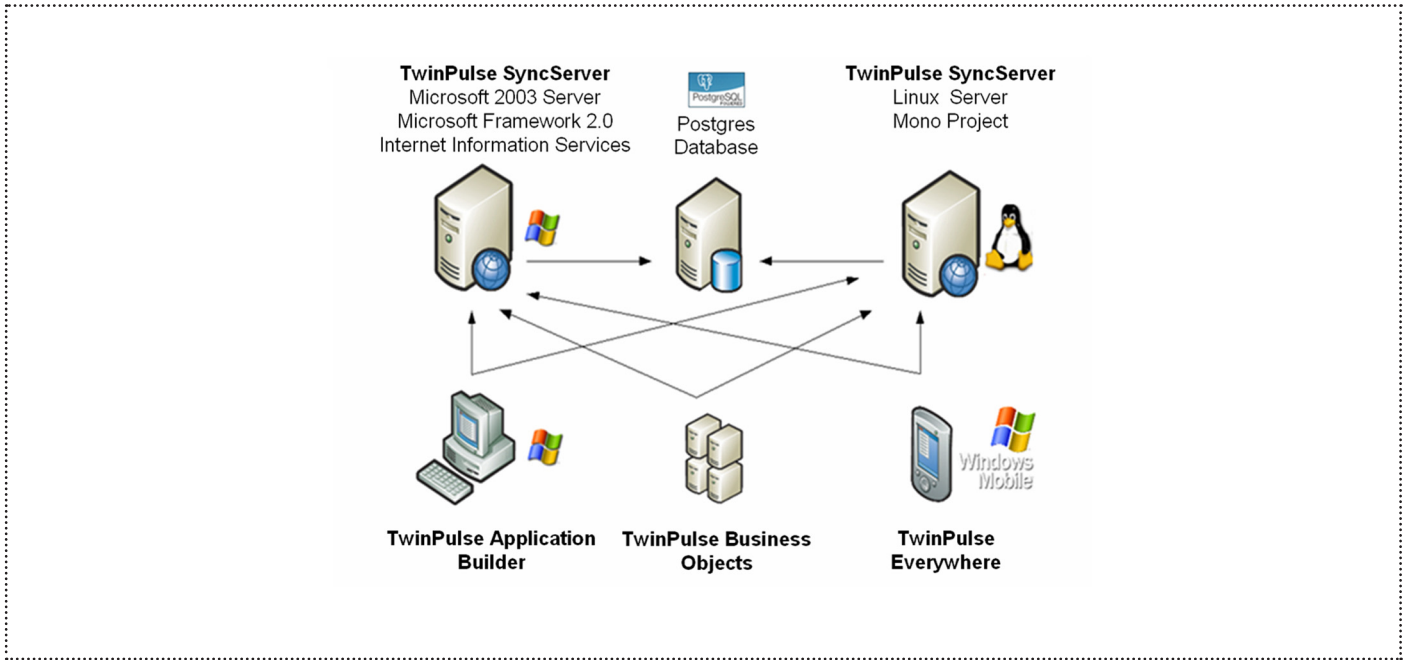 TwinPulse SyncServer
Microsoft 2003 Server
Microsoft Framework 2.0
Internet Information Services
PostgreSQL
POWERED
Postgres
Database
TwinPulse SyncServer
Linux Server
Mono Project
TwinPulse Application
Builder
TwinPulse Business
Objects
Windows
Mobile
TwinPulse
Everywhere